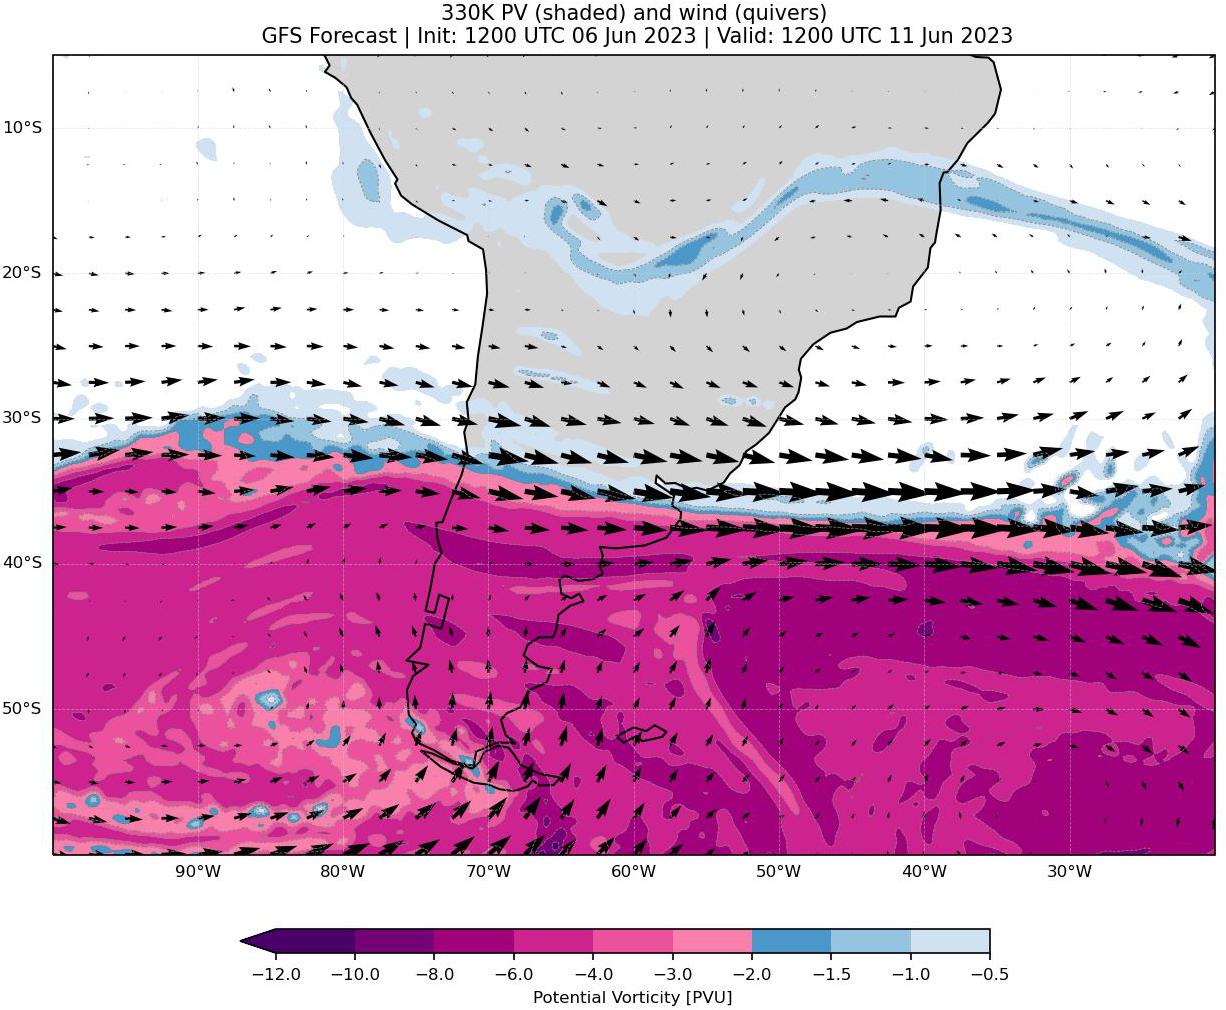 330K PV (shaded) and wind (quivers)
GFS Forecast | Init: 1200 UTC 06 Jun 2023 | Valid: 1200 UTC 11 Jun 2023
10°S
20°S
30°S
40°S
50°S
90°W 80°W 70°W 60°W 50°W 40°W 30°W
−12.0 −10.0 −8.0 −6.0 −4.0 −3.0 −2.0 −1.5 −1.0 −0.5
Potential Vorticity [PVU]